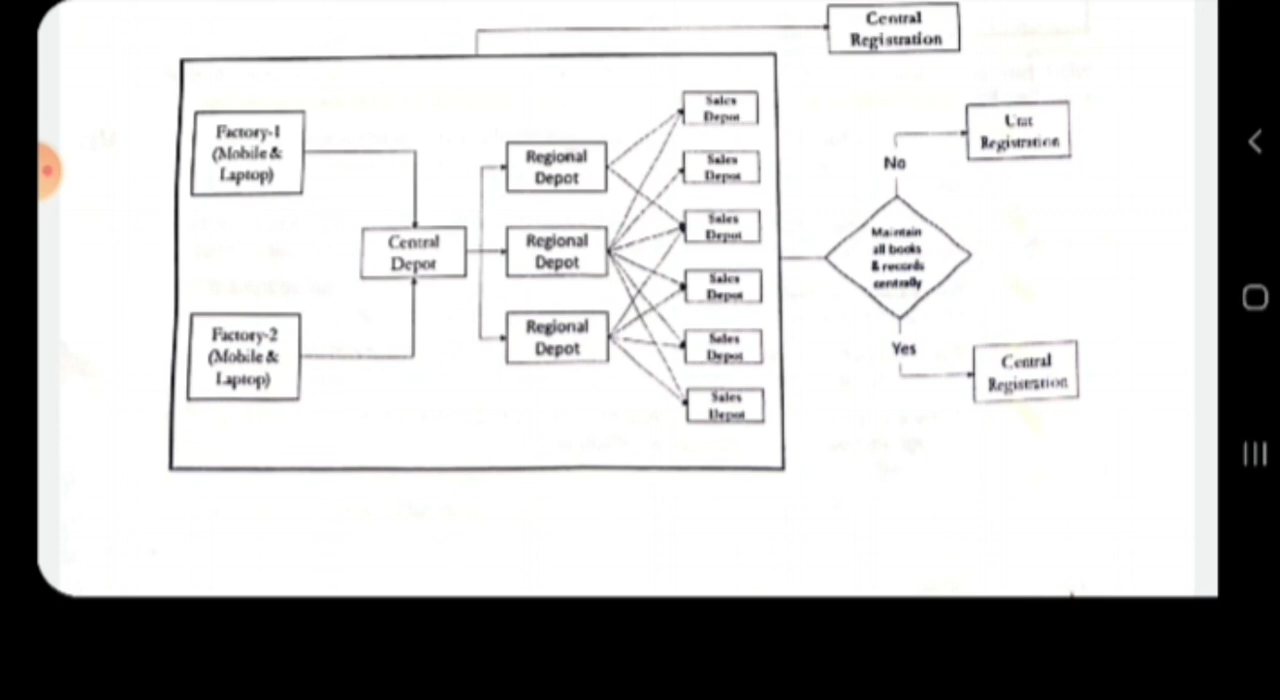 Central
Registration
Factory-1
(Mobile &
Laptop)
Central
Depot
Factory-2
(Mobile &
Laptop)
Regional
Depot
Regional
Depot
Regional
Depot
Sales
Depot
Sales
Depot
Sales
Depot
Sales
Depot
Sales
Depot
Sales
Depot
No
Unit
Registration
Maintain
all books
& records
centrally
Yes
Central
Registration